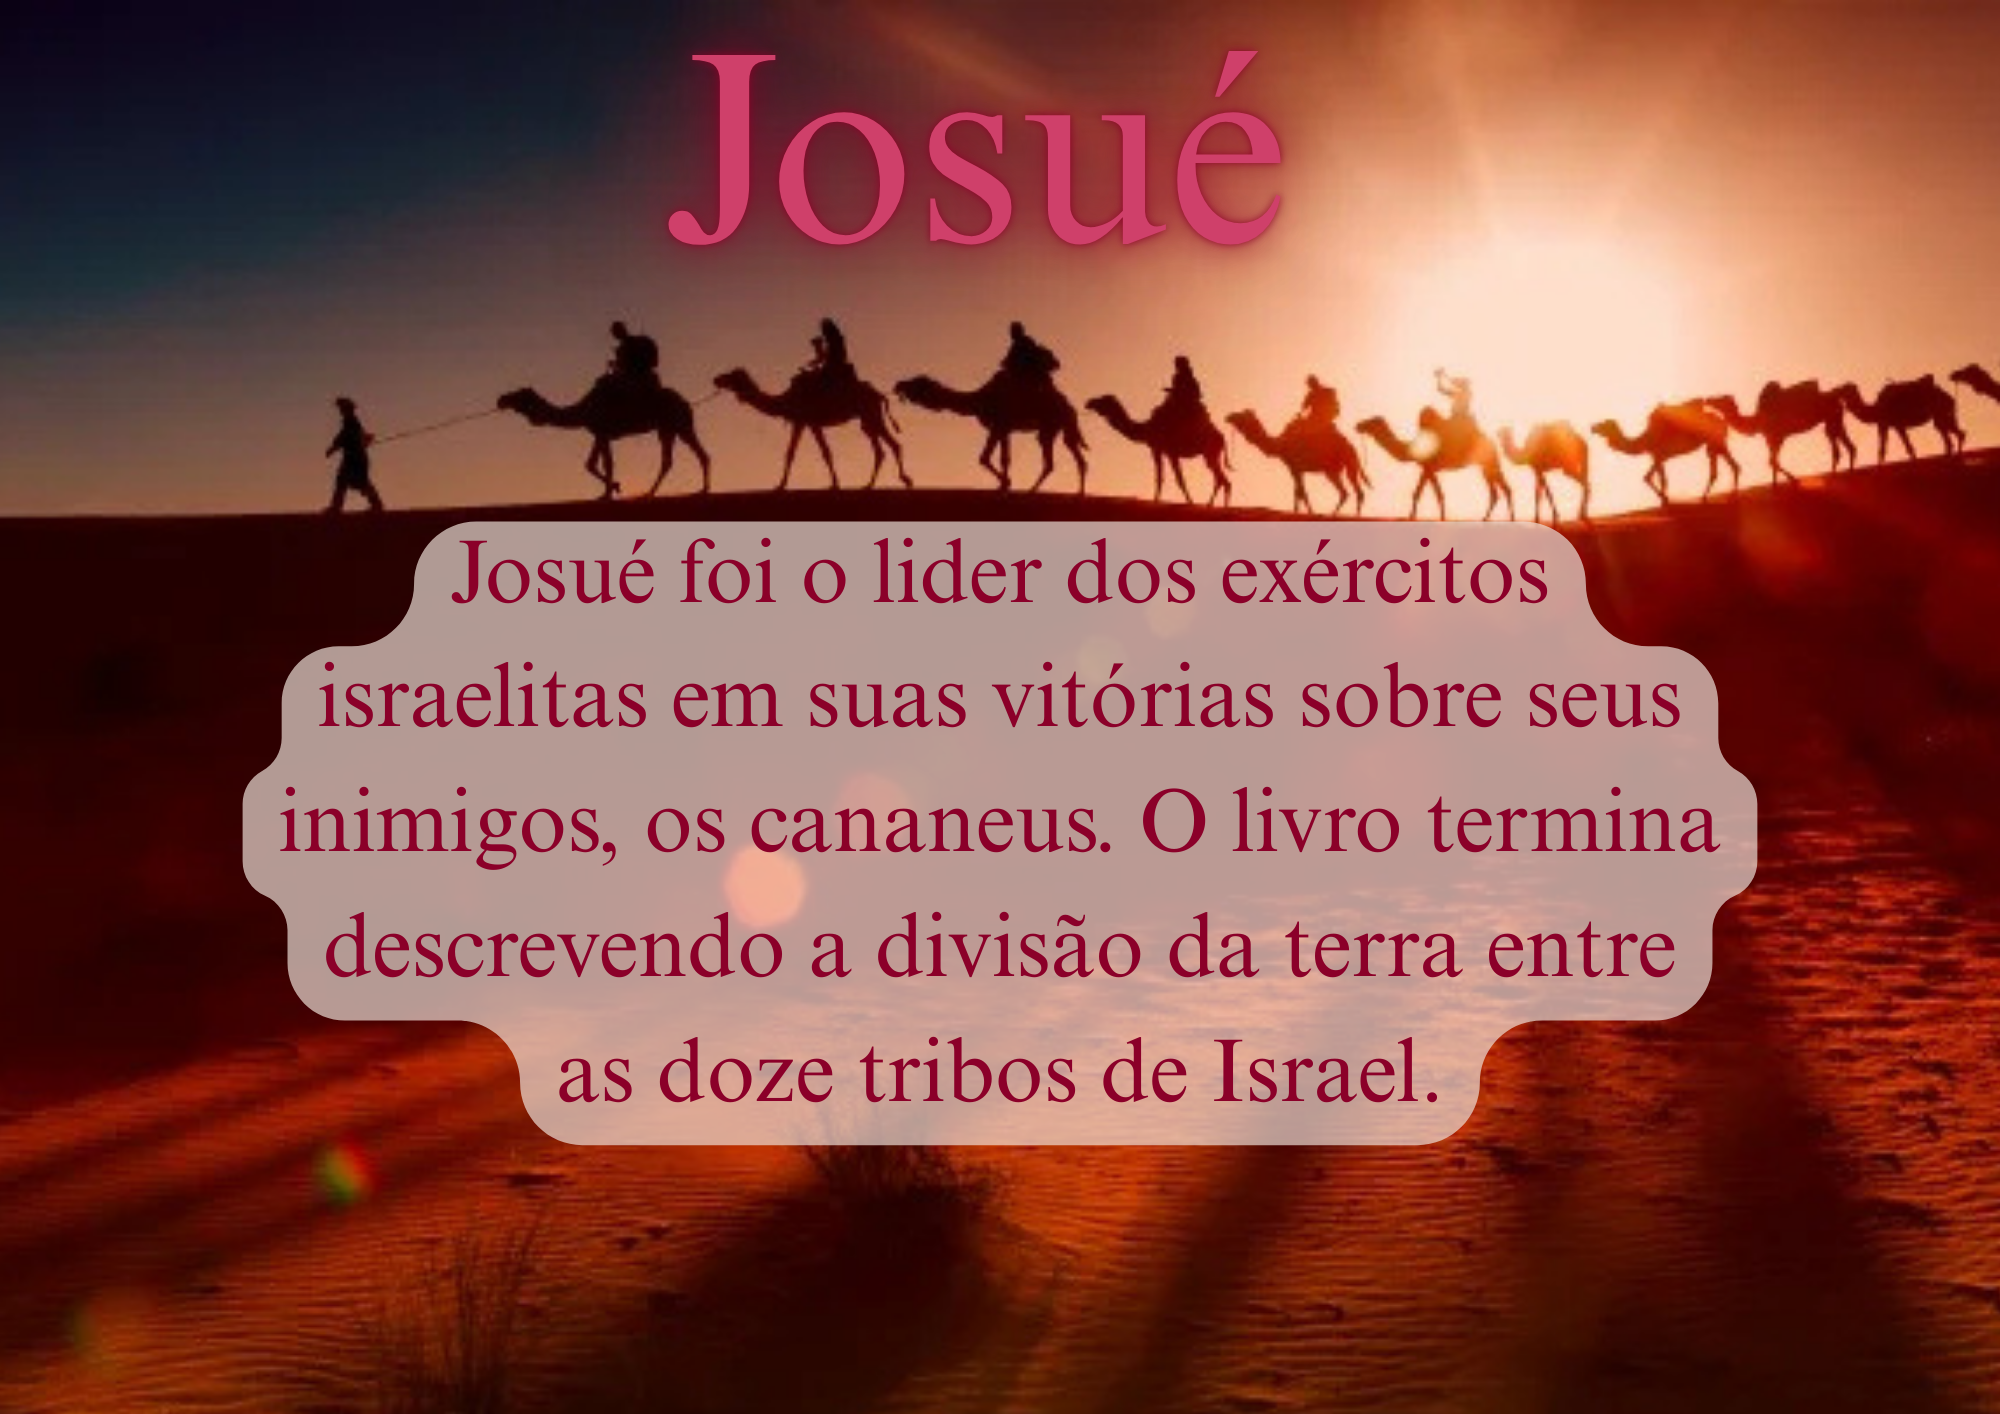 Josué
Josué foi o lider dos exércitos
israelitas em suas vitórias sobre seus
inimigos, os cananeus. O livro termina
descrevendo a divisão da terra entre
as doze tribos de Israel.